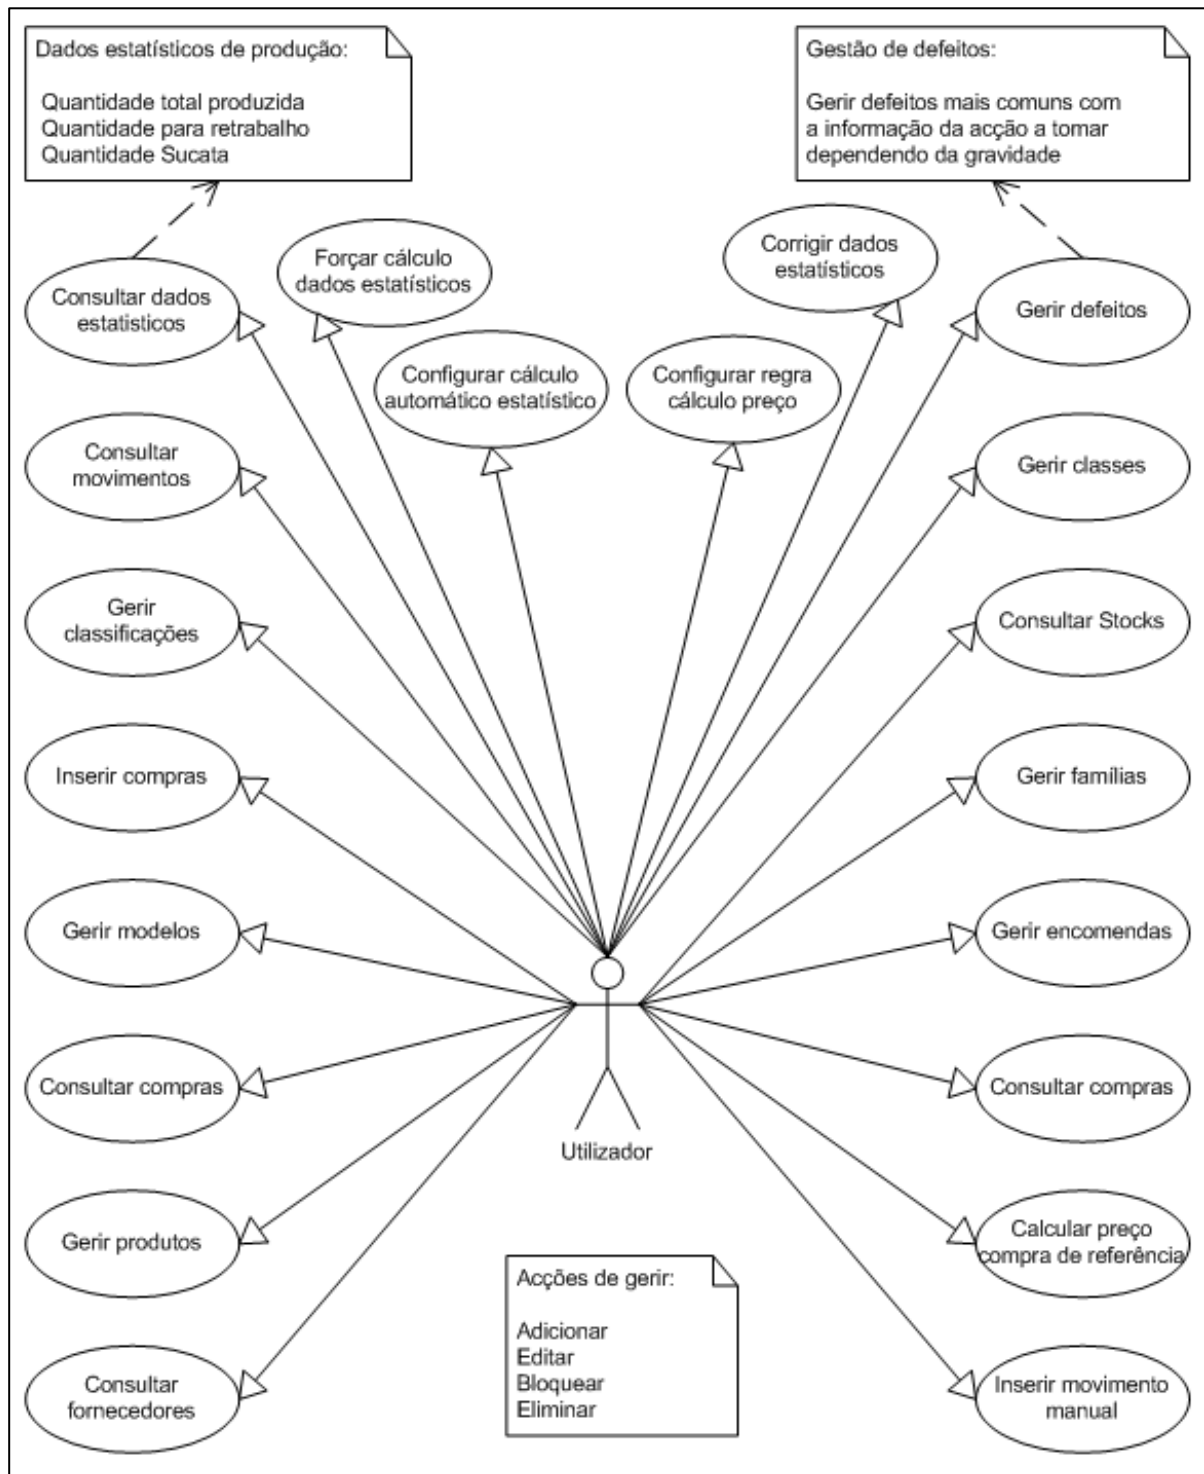 Dados estatísticos de produção:
Quantidade total produzida
Quantidade para retrabalho
Quantidade Sucata
Gestão de defeitos:
Gerir defeitos mais comuns com
a informação da acção a tomar
dependendo da gravidade
Forçar cálculo
dados estatísticos
Corrigir dados
estatísticos
Consultar dados
estatisticos
Gerir defeitos
Configurar cálculo
automático estatístico
Configurar regra
cálculo preço
Consultar
movimentos
Gerir classes
Gerir
classificações
Consultar Stocks
Inserir compras
Gerir famílias
Gerir modelos
Gerir encomendas
Consultar compras
Consultar compras
Utilizador
Gerir produtos
Calcular preço
compra de referência
Acções de gerir:
Adicionar
Editar
Bloquear
Eliminar
Consultar
fornecedores
Inserir movimento
manual